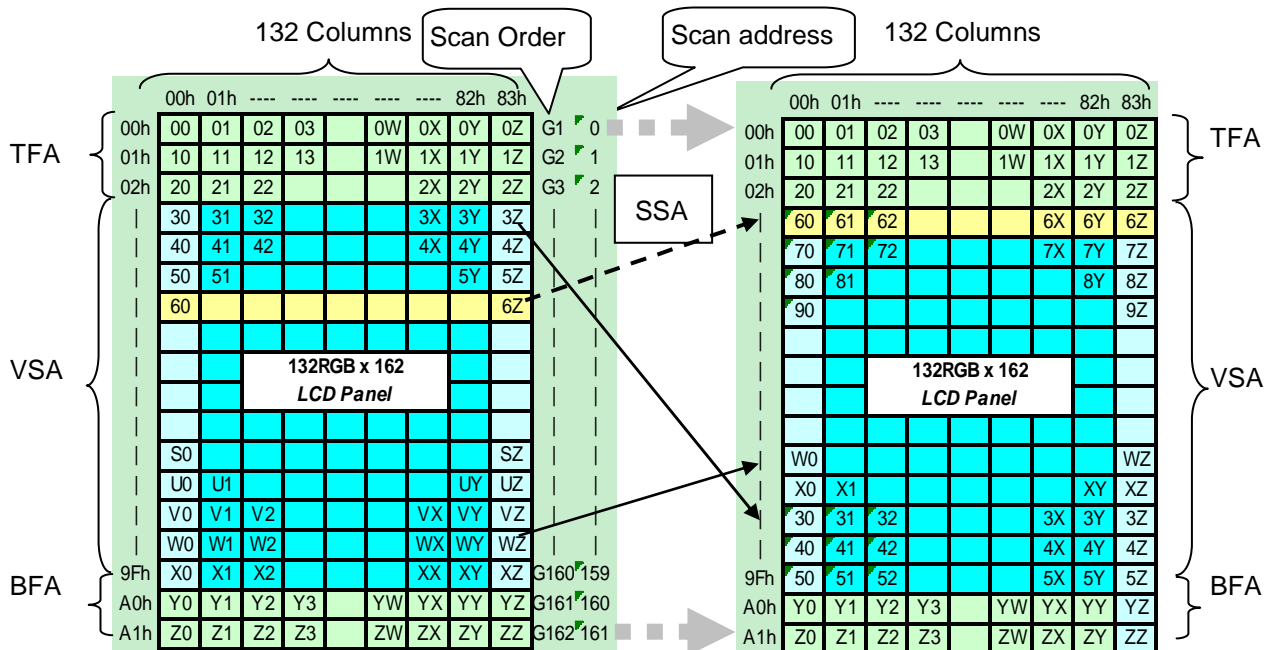 132 Columns Scan Order Scan address 132 Columns
00h 01h ---- ---- ---- ---- ---- 82h 83h
00h 01h ---- ---- ---- ---- ---- 82h 83h
00h 00 01 02 03 0W 0X 0Y 0Z G1 0
00h 00 01 02 03 0W 0X 0Y 0Z
TFA 01h 10 11 12 13 1W 1X 1Y 1Z G2 1
01h 10 11 12 13 1W 1X 1Y 1Z TFA
02h 20 21 22 2X 2Y 2Z G3 2
02h 20 21 22 2X 2Y 2Z
SSA
30 31 32 3X 3Y 3Z
60 61 62 6X 6Y 6Z
40 41 42 4X 4Y 4Z
70 71 72 7X 7Y 7Z
50 51 5Y 5Z
80 81 8Y 8Z
60 6Z
90 9Z
VSA
132RGB x 162
LCD Panel
132RGB x 162
LCD Panel
VSA
S0 SZ
W0 WZ
U0 U1 UY UZ
X0 X1 XY XZ
V0 V1 V2 VX VY VZ
30 31 32 3X 3Y 3Z
W0 W1 W2 WX WY WZ
40 41 42 4X 4Y 4Z
9Fh X0 X1 X2 XX XY XZ G160 159
9Fh 50 51 52 5X 5Y 5Z
BFA
BFA
A0h Y0 Y1 Y2 Y3 YW YX YY YZ G161 160
A0h Y0 Y1 Y2 Y3 YW YX YY YZ
A1h Z0 Z1 Z2 Z3 ZW ZX ZY ZZ G162 161
A1h Z0 Z1 Z2 Z3 ZW ZX ZY ZZ